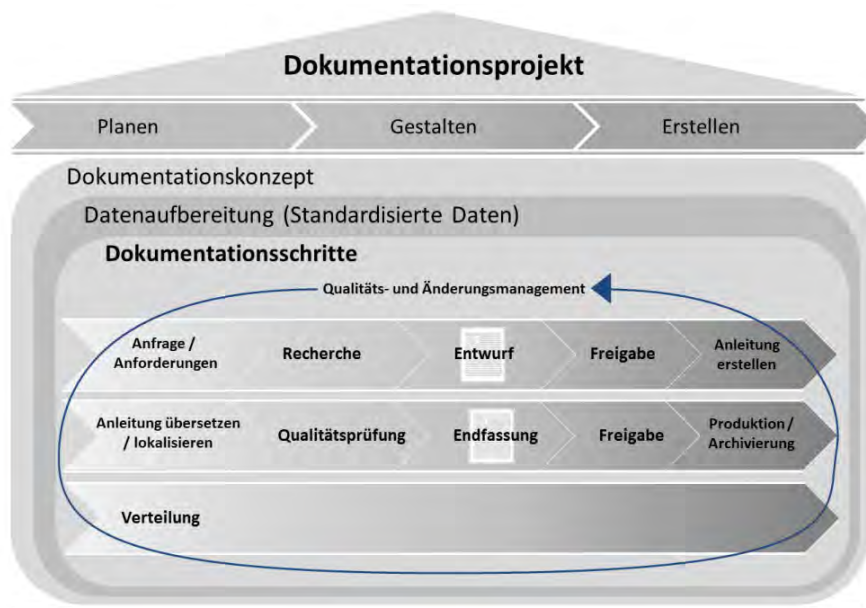 Dokumentationsprojekt
Planen
Gestalten
Erstellen
Dokumentationskonzept
Datenaufbereitung (Standardisierte Daten)
Dokumentationsschritte
Qualitäts- und Änderungsmanagement
Anfrage /
Anforderungen
Recherche
Entwurf
Freigabe
Anleitung
erstellen
Anleitung übersetzen
/ lokalisieren
Qualitätsprüfung
Endfassung
Freigabe
Produktion /
Archivierung
Verteilung